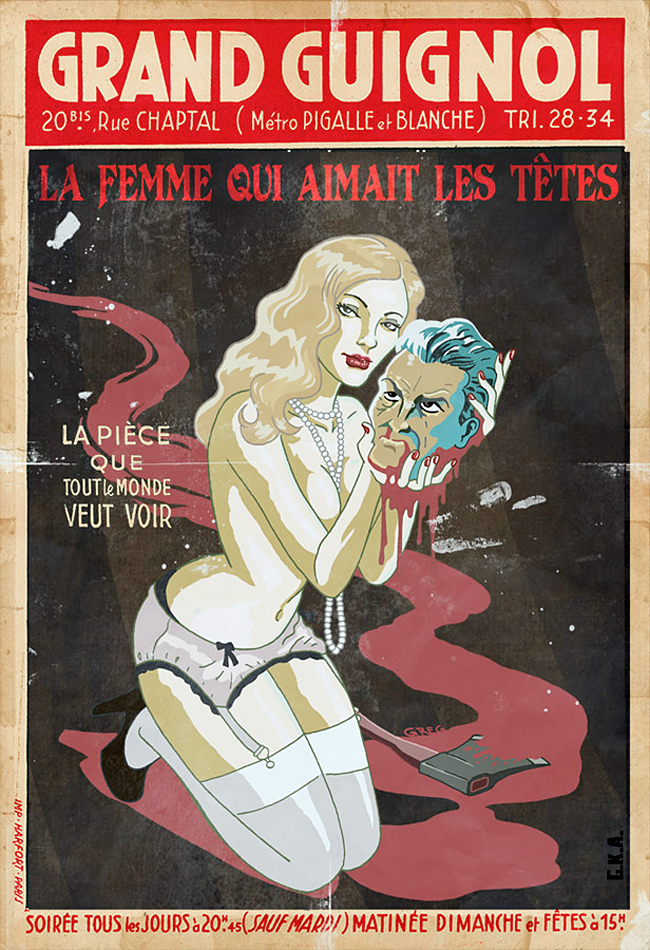 GRAND GUIGNOL
20BIS, Rue CHAPTAL ( Métro PIGALLE et BLANCHE ) TRI. 28-34
LA FEMME QUI AIMAIT LES TÊTES
LA PIÈCE
QUE
TOUT le MONDE
VEUT VOIR
GREG
G.K.A.
IMP. HARFORT. PARIS
SOIRÉE TOUS les JOURS à 20H.45 ( SAUF MARDI ) MATINÉE DIMANCHE et FÊTES à 15H